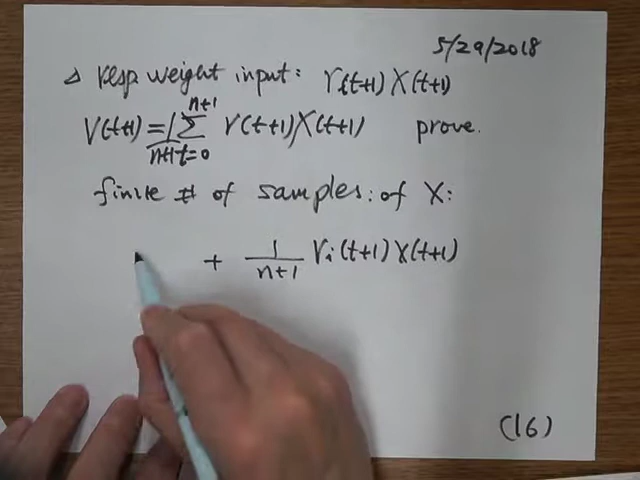 5/29/2018
△ resp weight input: r(t+1) X(t+1)
V(t+1) = 1/(n+1) ∑_{t=0}^{n+1} r(t+1) X(t+1) prove.
finite # of samples: of X:
+ 1/(n+1) r_i(t+1) X(t+1)
(16)